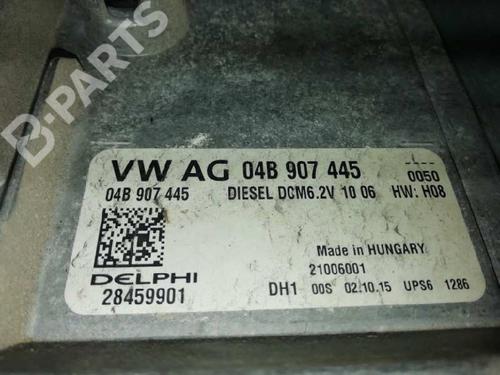 B-PARTS
VW AG 04B 907 445
0050
04B 907 445 DIESEL DCM6.2V 10 06 HW: H08
Made in HUNGARY
DELPHI 21006001
28459901 DH1 00S 02.10.15 UPS6 1286